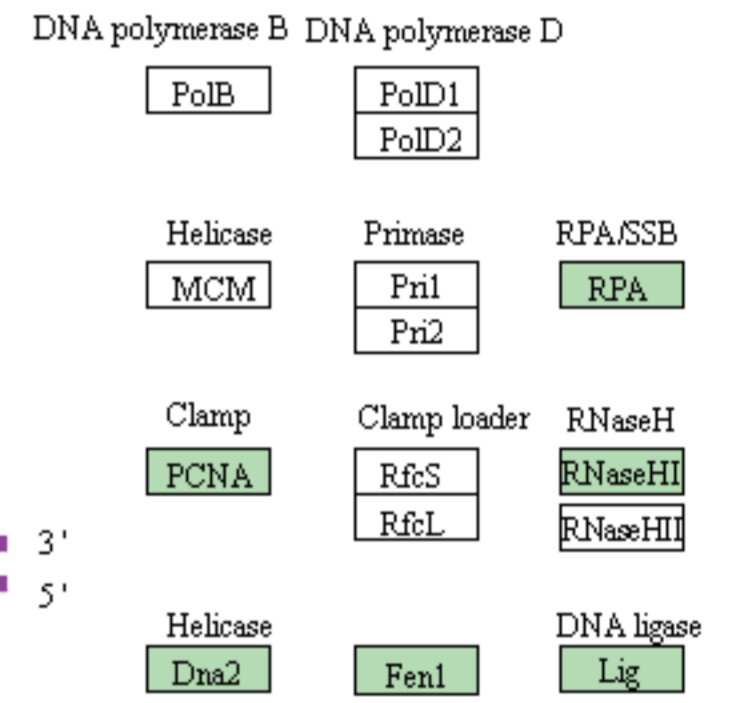 DNA polymerase B DNA polymerase D
PolB PolD1
PolD2
Helicase Primase RPA/SSB
MCM Pri1 RPA
Pri2
Clamp Clamp loader RNaseH
PCNA RfcS RNaseHI
RfcL RNaseHII
3'
5'
Helicase DNA ligase
Dna2 Fen1 Lig